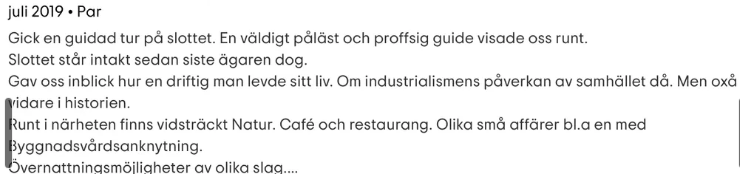 juli 2019 • Par
Gick en guidad tur på slottet. En väldigt påläst och proffsig guide visade oss runt.
Slottet står intakt sedan siste ägaren dog.
Gav oss inblick hur en driftig man levde sitt liv. Om industrialismens påverkan av samhället då. Men oxå
vidare i historien.
Runt i närheten finns vidsträckt Natur. Café och restaurang. Olika små affärer bl.a en med
Byggnadsvårdsanknytning.
Övernattningsmöjligheter av olika slag....